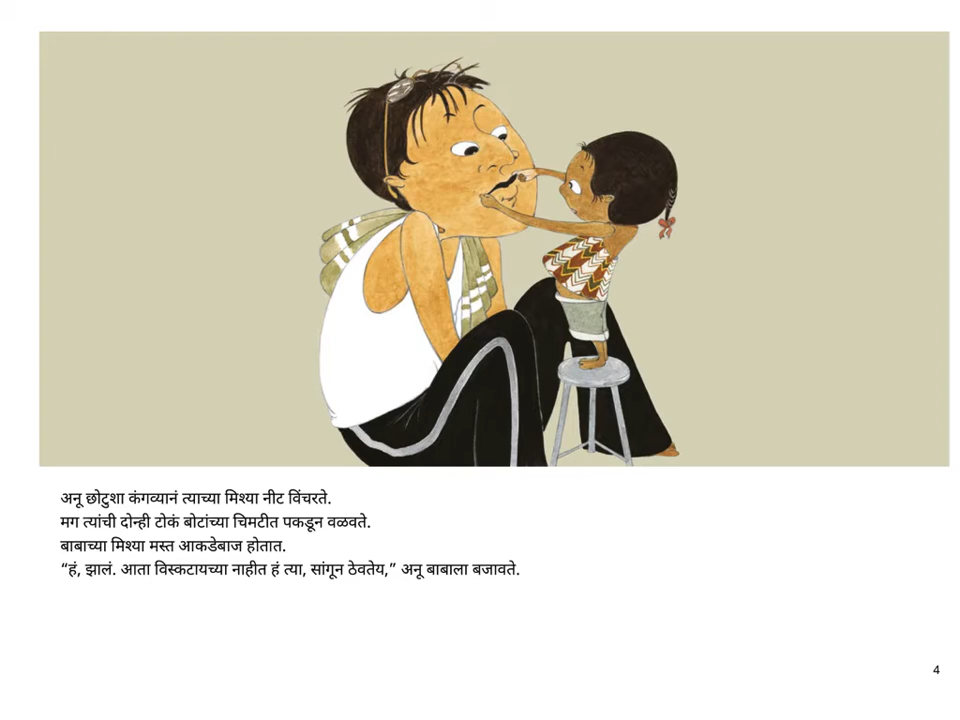 अनू छोटुशा कंगव्यानं त्याच्या मिश्या नीट विंचरते.
मग त्यांची दोन्ही टोकं बोटांच्या चिमटीत पकडून वळवते.
बाबाच्या मिश्या मस्त आकडेबाज होतात.
“हं, झालं. आता विस्कटायच्या नाहीत हं त्या, सांगून ठेवतेय,” अनू बाबाला बजावते.
4